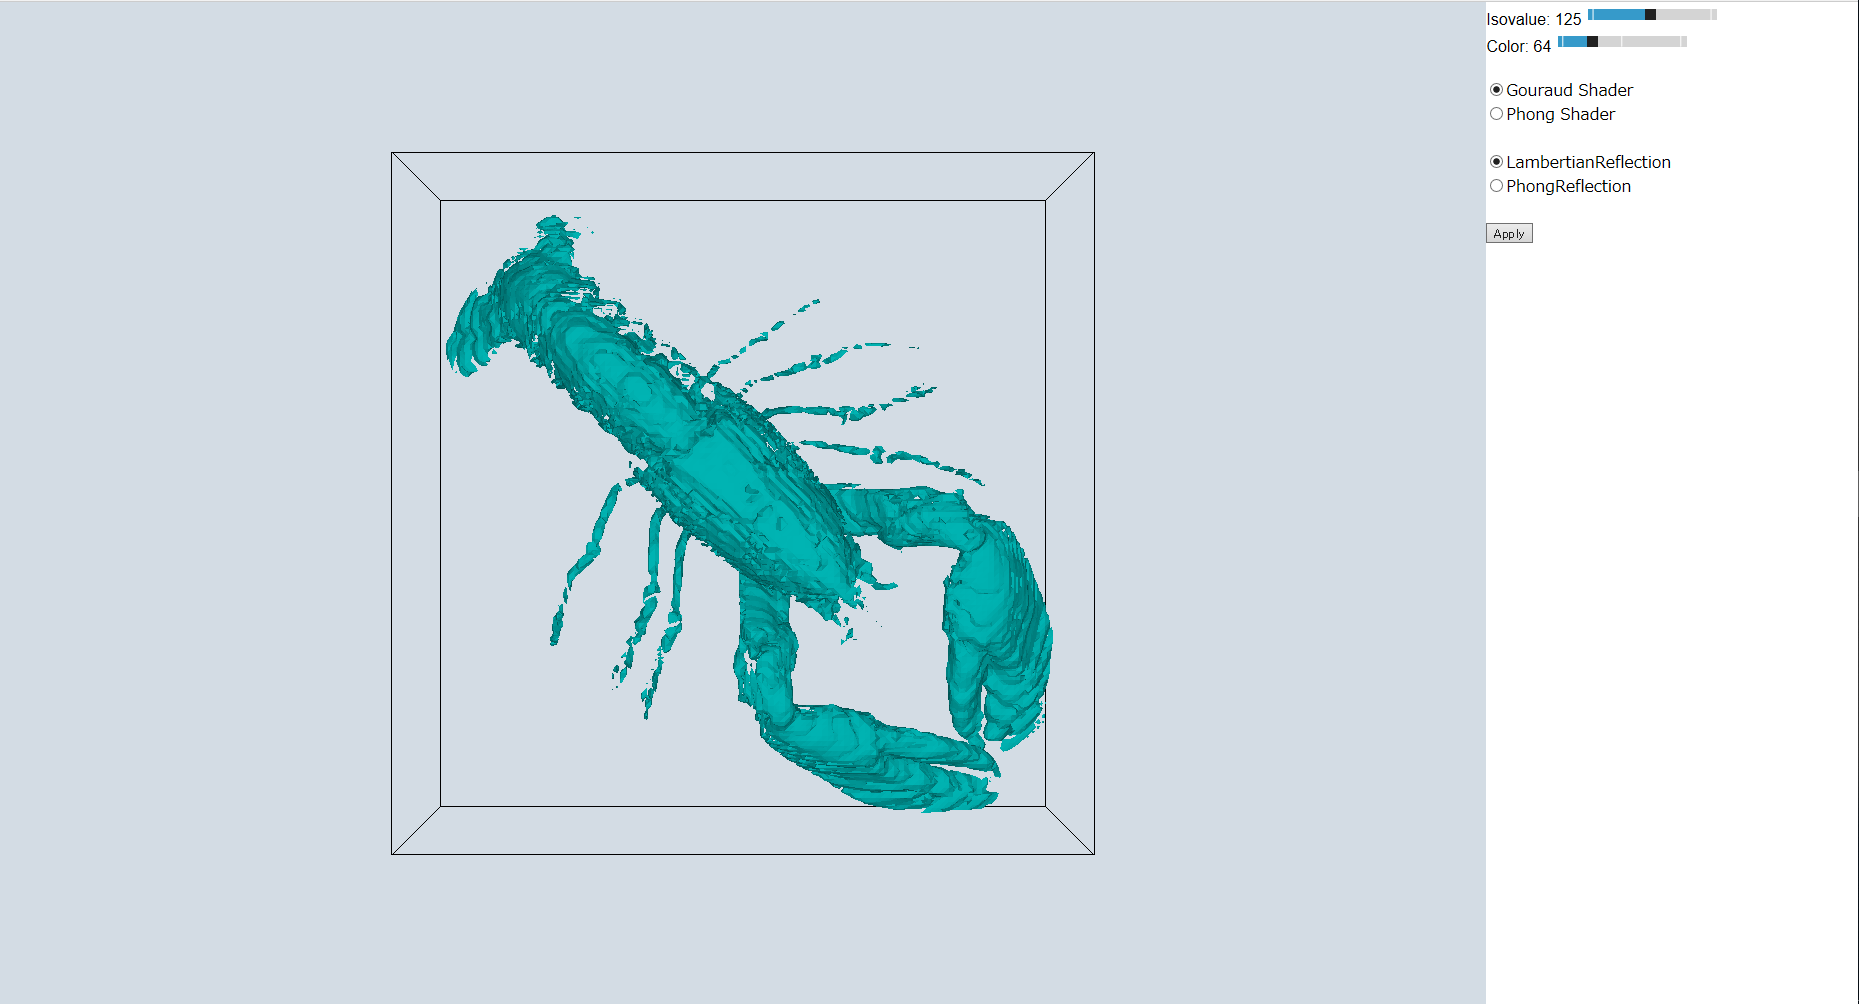 Isovalue: 125
Color: 64
Gouraud Shader
Phong Shader
LambertianReflection
PhongReflection
Apply